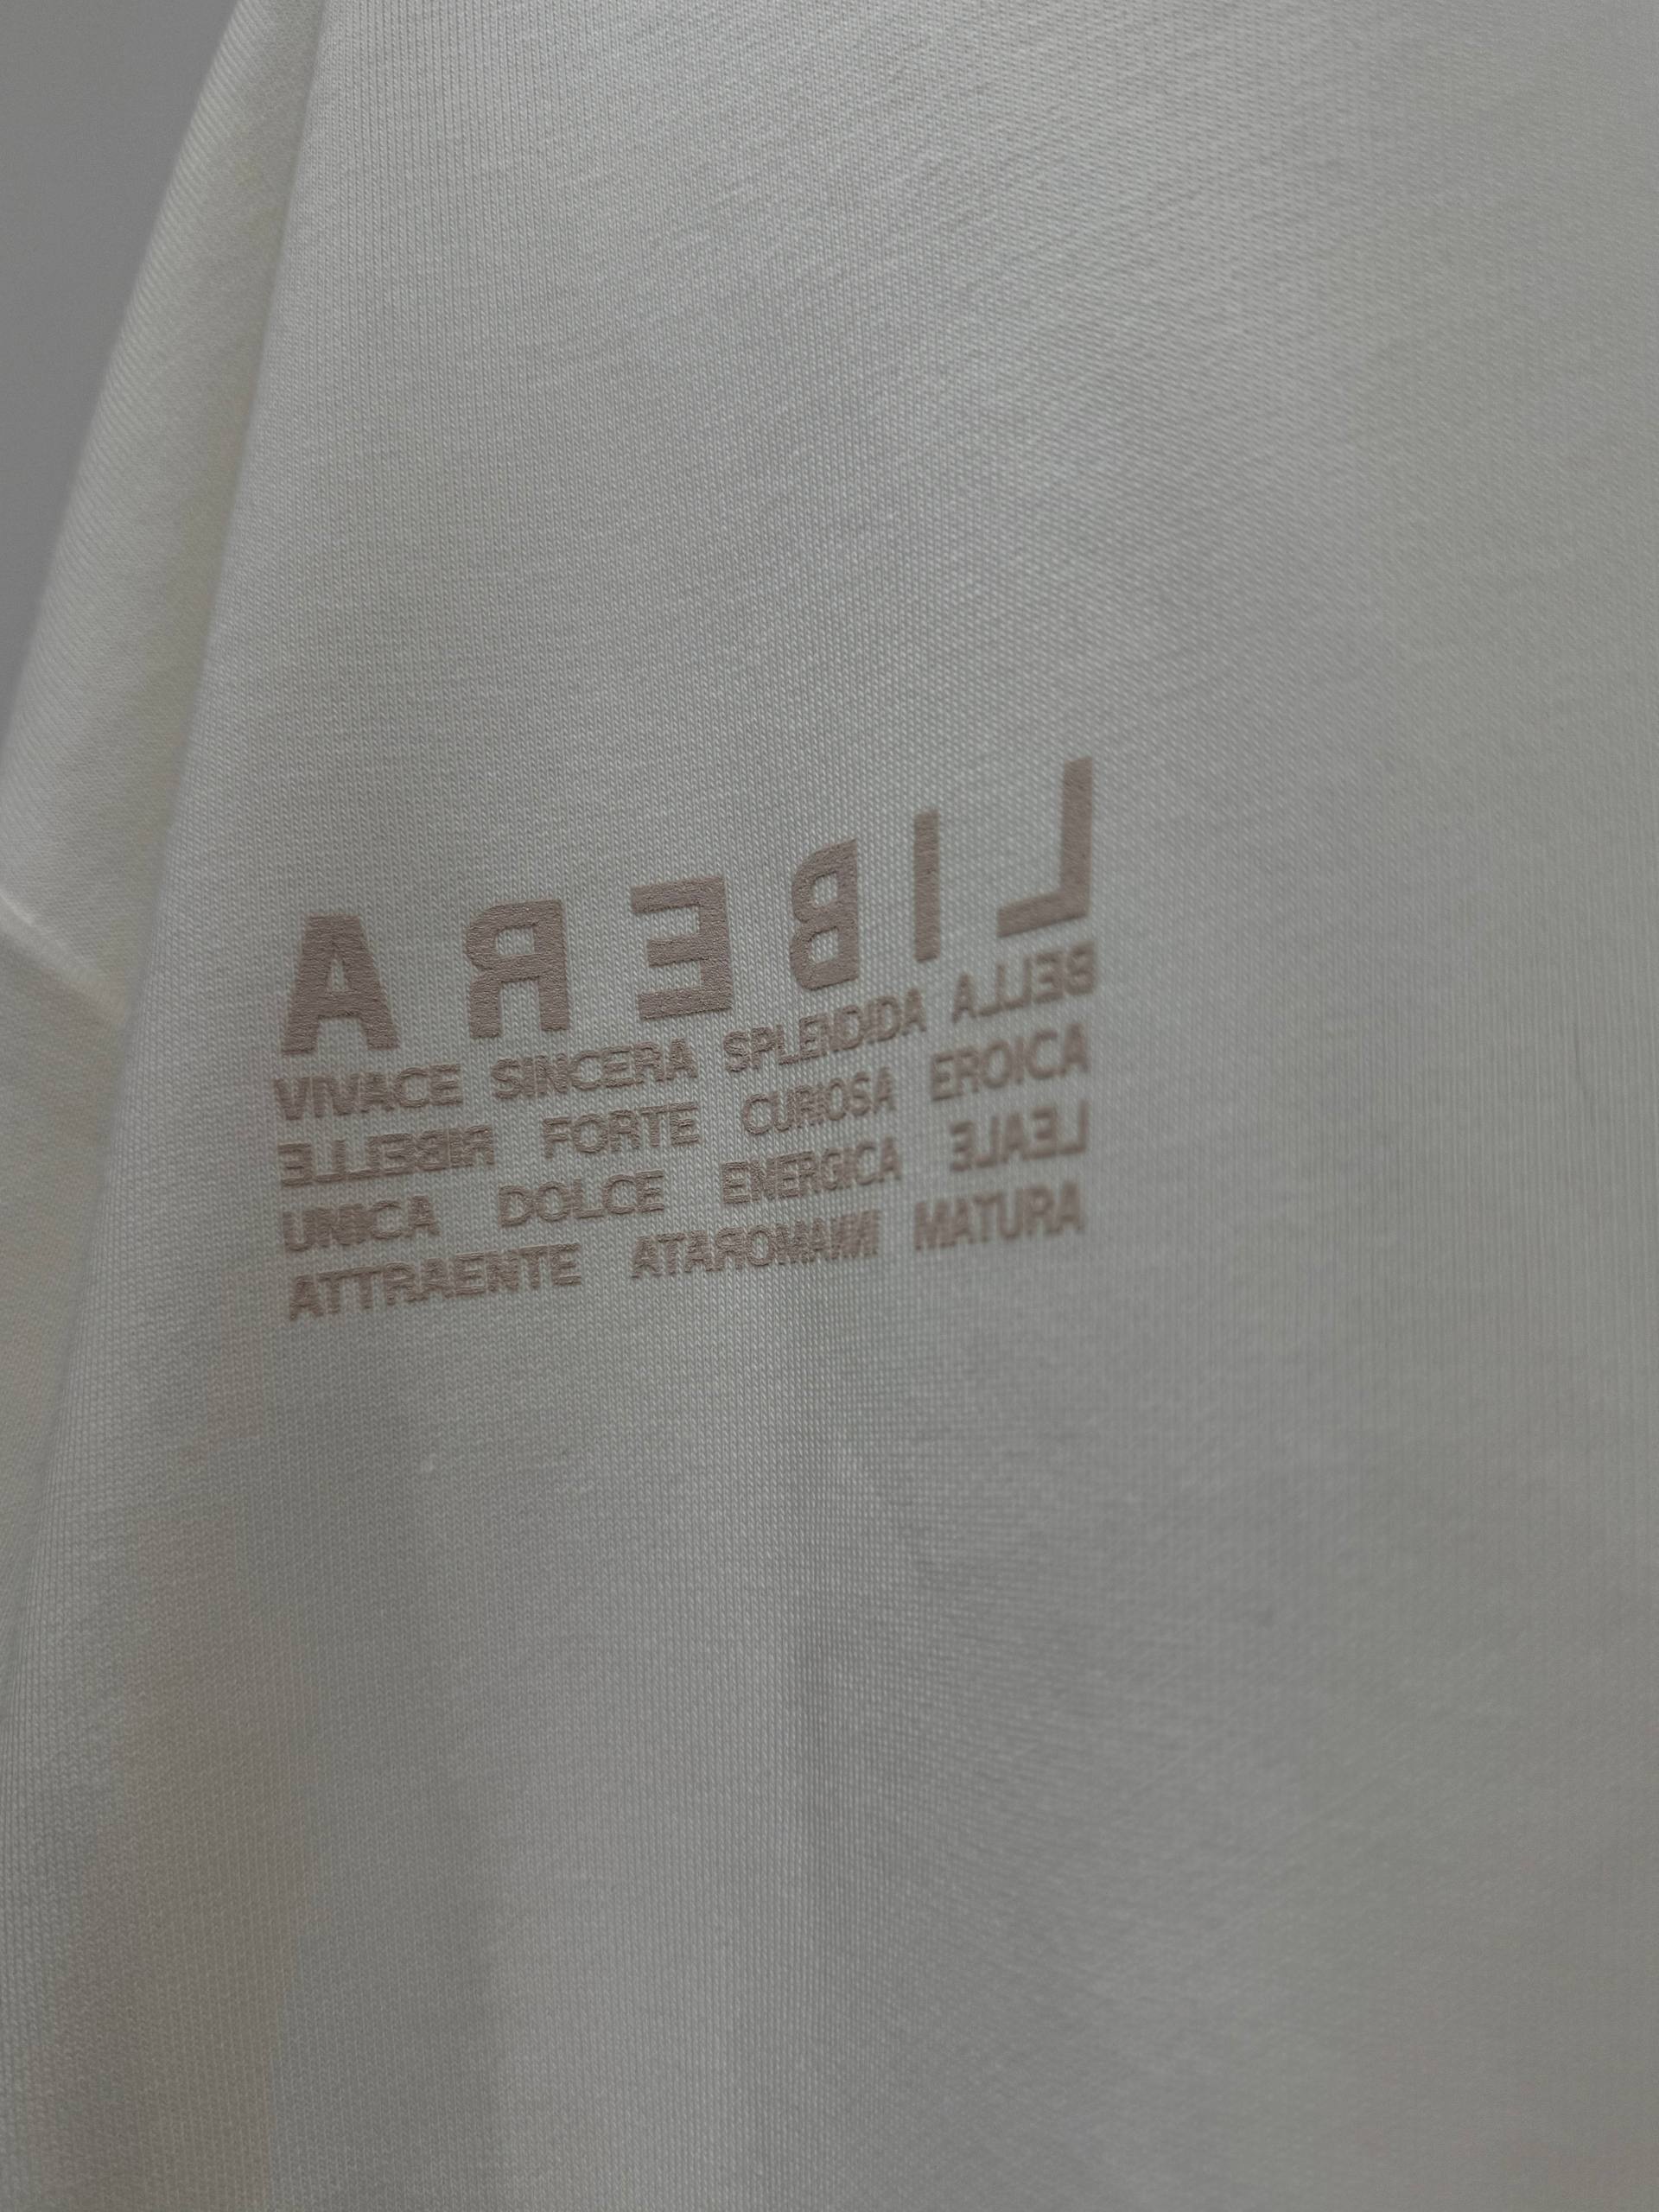 LIBERA
VIVACE SINCERA SPLENDIDA BELLA
RIBELLE FORTE CURIOSA EROICA
UNICA DOLCE ENERGICA LEALE
ATTRAENTE INNAMORATA MATURA